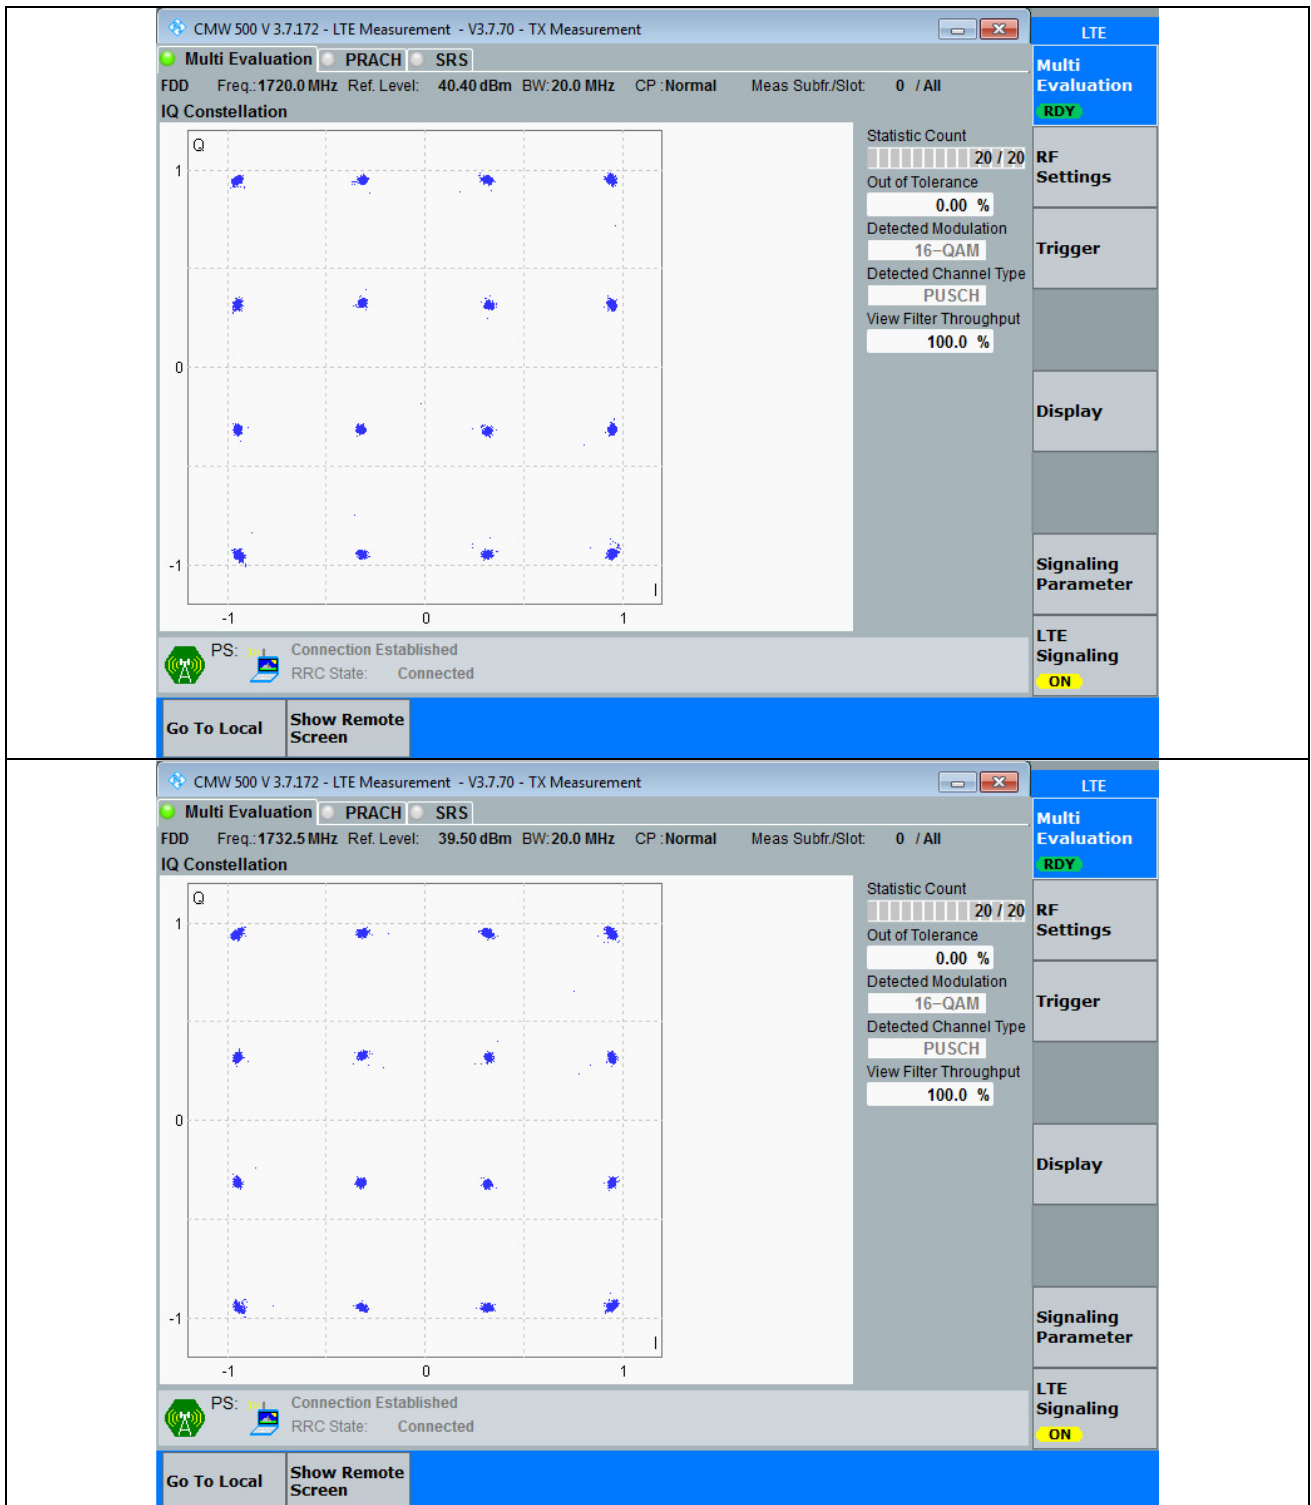 CMW 500 V 3.7.172 - LTE Measurement - V3.7.70 - TX Measurement
LTE
Multi Evaluation PRACH SRS
Multi
Evaluation
RDY
FDD Freq.: 1720.0 MHz Ref. Level: 40.40 dBm BW: 20.0 MHz CP : Normal Meas Subfr./Slot: 0 / All
IQ Constellation
Q
1
0
-1
-1 0 1
I
Statistic Count
20 / 20
Out of Tolerance
0.00 %
Detected Modulation
16-QAM
Detected Channel Type
PUSCH
View Filter Throughput
100.0 %
RF
Settings
Trigger
Display
Signaling
Parameter
LTE
Signaling
ON
PS: Connection Established
RRC State: Connected
Go To Local
Show Remote
Screen
CMW 500 V 3.7.172 - LTE Measurement - V3.7.70 - TX Measurement
LTE
Multi Evaluation PRACH SRS
Multi
Evaluation
RDY
FDD Freq.: 1732.5 MHz Ref. Level: 39.50 dBm BW: 20.0 MHz CP : Normal Meas Subfr./Slot: 0 / All
IQ Constellation
Q
1
0
-1
-1 0 1
I
Statistic Count
20 / 20
Out of Tolerance
0.00 %
Detected Modulation
16-QAM
Detected Channel Type
PUSCH
View Filter Throughput
100.0 %
RF
Settings
Trigger
Display
Signaling
Parameter
LTE
Signaling
ON
PS: Connection Established
RRC State: Connected
Go To Local
Show Remote
Screen